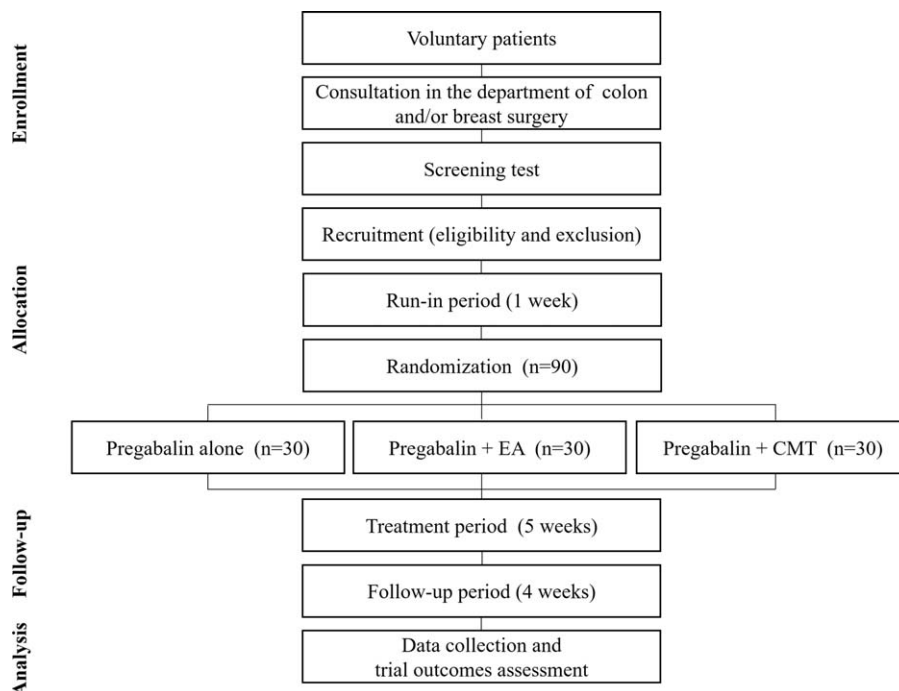 Enrollment
Voluntary patients
Consultation in the department of colon
and/or breast surgery
Screening test
Allocation
Recruitment (eligibility and exclusion)
Run-in period (1 week)
Randomization (n=90)
Pregabalin alone (n=30)
Pregabalin + EA (n=30)
Pregabalin + CMT (n=30)
Follow-up
Treatment period (5 weeks)
Follow-up period (4 weeks)
Analysis
Data collection and
trial outcomes assessment